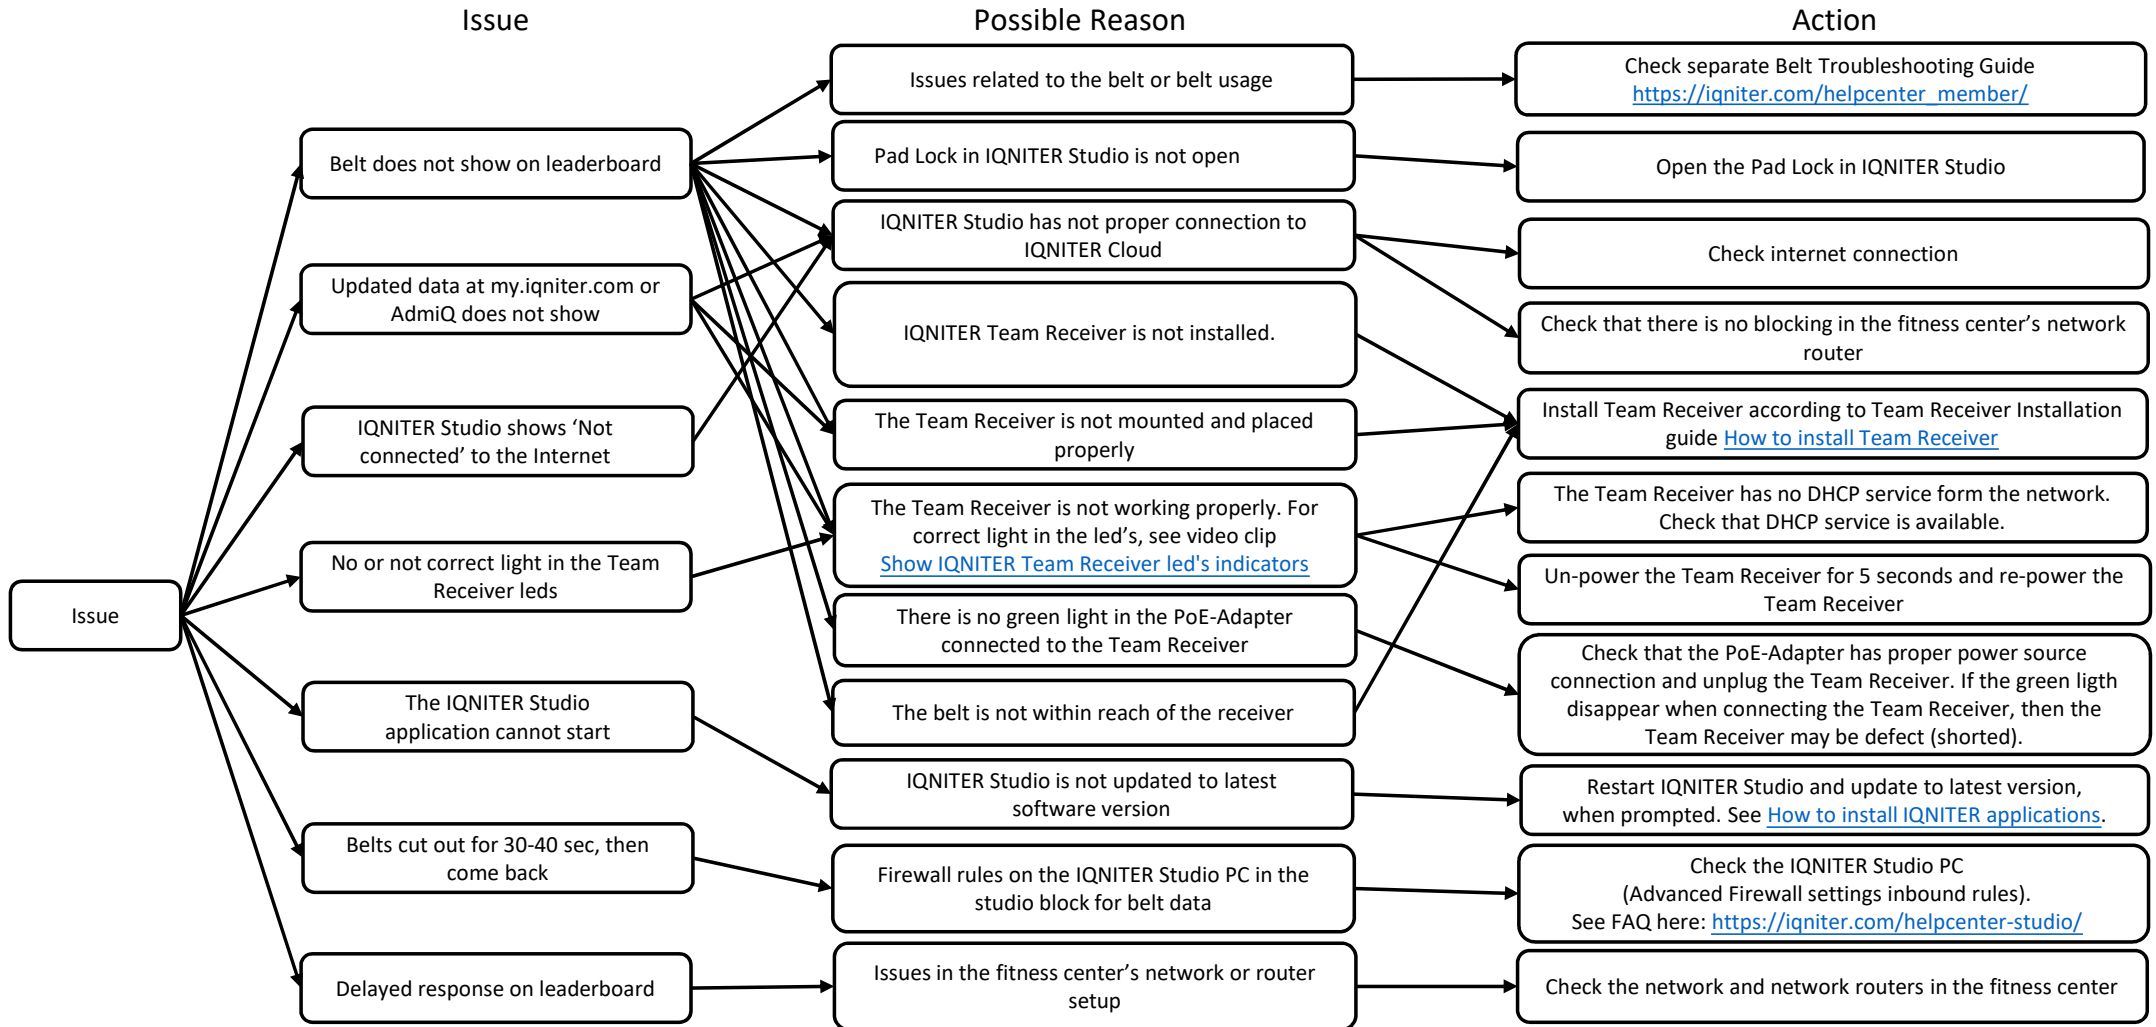 Issue
Possible Reason
Action
Issue
Belt does not show on leaderboard
Updated data at my.iqniter.com or
AdmiQ does not show
IQNITER Studio shows ‘Not
connected’ to the Internet
No or not correct light in the Team
Receiver leds
The IQNITER Studio
application cannot start
Belts cut out for 30-40 sec, then
come back
Delayed response on leaderboard
Issues related to the belt or belt usage
Pad Lock in IQNITER Studio is not open
IQNITER Studio has not proper connection to
IQNITER Cloud
IQNITER Team Receiver is not installed.
The Team Receiver is not mounted and placed
properly
The Team Receiver is not working properly. For
correct light in the led’s, see video clip
Show IQNITER Team Receiver led's indicators
There is no green light in the PoE-Adapter
connected to the Team Receiver
The belt is not within reach of the receiver
IQNITER Studio is not updated to latest
software version
Firewall rules on the IQNITER Studio PC in the
studio block for belt data
Issues in the fitness center’s network or router
setup
Check separate Belt Troubleshooting Guide
https://iqniter.com/helpcenter_member/
Open the Pad Lock in IQNITER Studio
Check internet connection
Check that there is no blocking in the fitness center’s network
router
Install Team Receiver according to Team Receiver Installation
guide How to install Team Receiver
The Team Receiver has no DHCP service form the network.
Check that DHCP service is available.
Un-power the Team Receiver for 5 seconds and re-power the
Team Receiver
Check that the PoE-Adapter has proper power source
connection and unplug the Team Receiver. If the green ligth
disappear when connecting the Team Receiver, then the
Team Receiver may be defect (shorted).
Restart IQNITER Studio and update to latest version,
when prompted. See How to install IQNITER applications.
Check the IQNITER Studio PC
(Advanced Firewall settings inbound rules).
See FAQ here: https://iqniter.com/helpcenter-studio/
Check the network and network routers in the fitness center